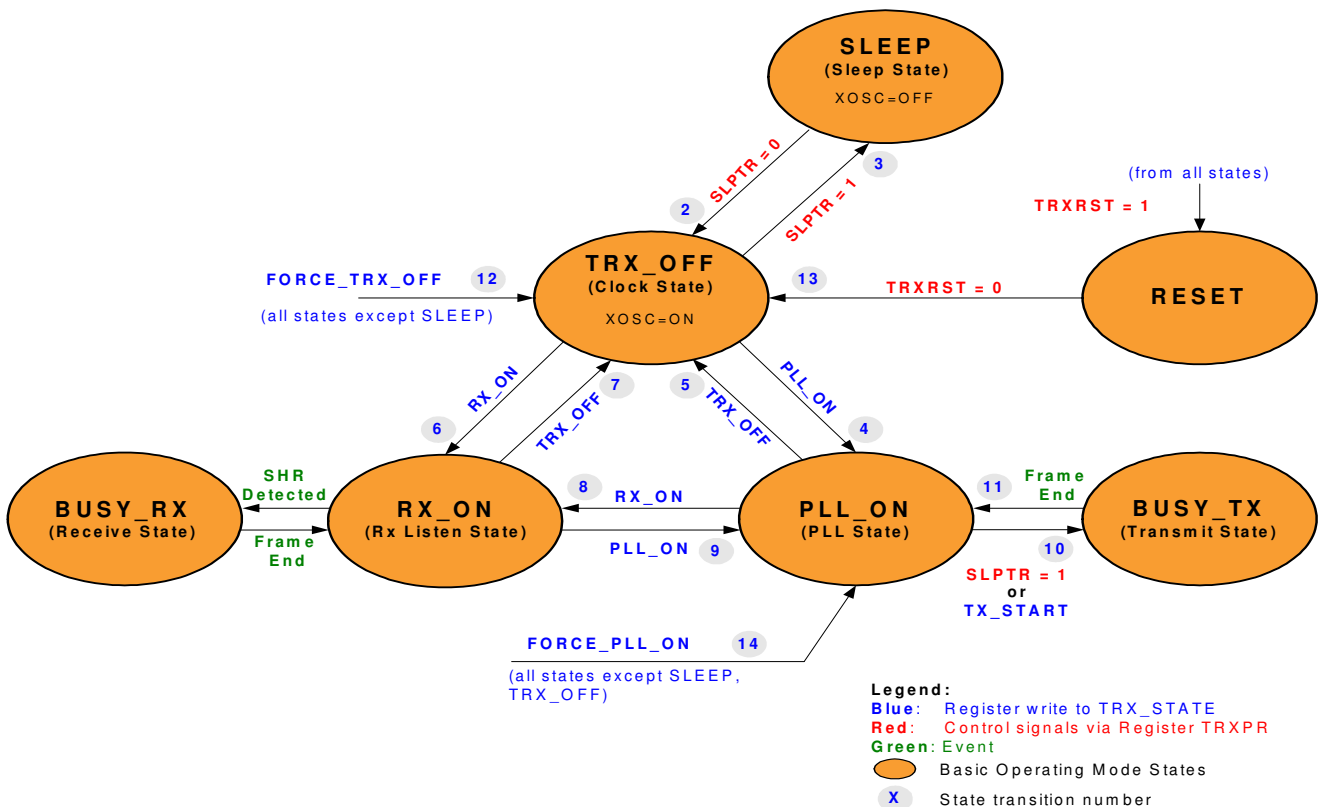 SLEEP
(Sleep State)
XOSC=OFF
SLPTR = 0
SLPTR = 1
2
3
(from all states)
TRXRST = 1
RESET
FORCE_TRX_OFF
12
(all states except SLEEP)
TRX_OFF
(Clock State)
XOSC=ON
13
TRXRST = 0
RX_ON
TRX_OFF
6
7
5
TRX_OFF
PLL_ON
4
BUSY_RX
(Receive State)
SHR
Detected
Frame
End
RX_ON
(Rx Listen State)
8
RX_ON
PLL_ON
9
PLL_ON
(PLL State)
11
Frame
End
10
SLPTR = 1
or
TX_START
BUSY_TX
(Transmit State)
FORCE_PLL_ON
14
(all states except SLEEP,
TRX_OFF)
Legend:
Blue: Register write to TRX_STATE
Red: Control signals via Register TRXPR
Green: Event
Basic Operating Mode States
X State transition number